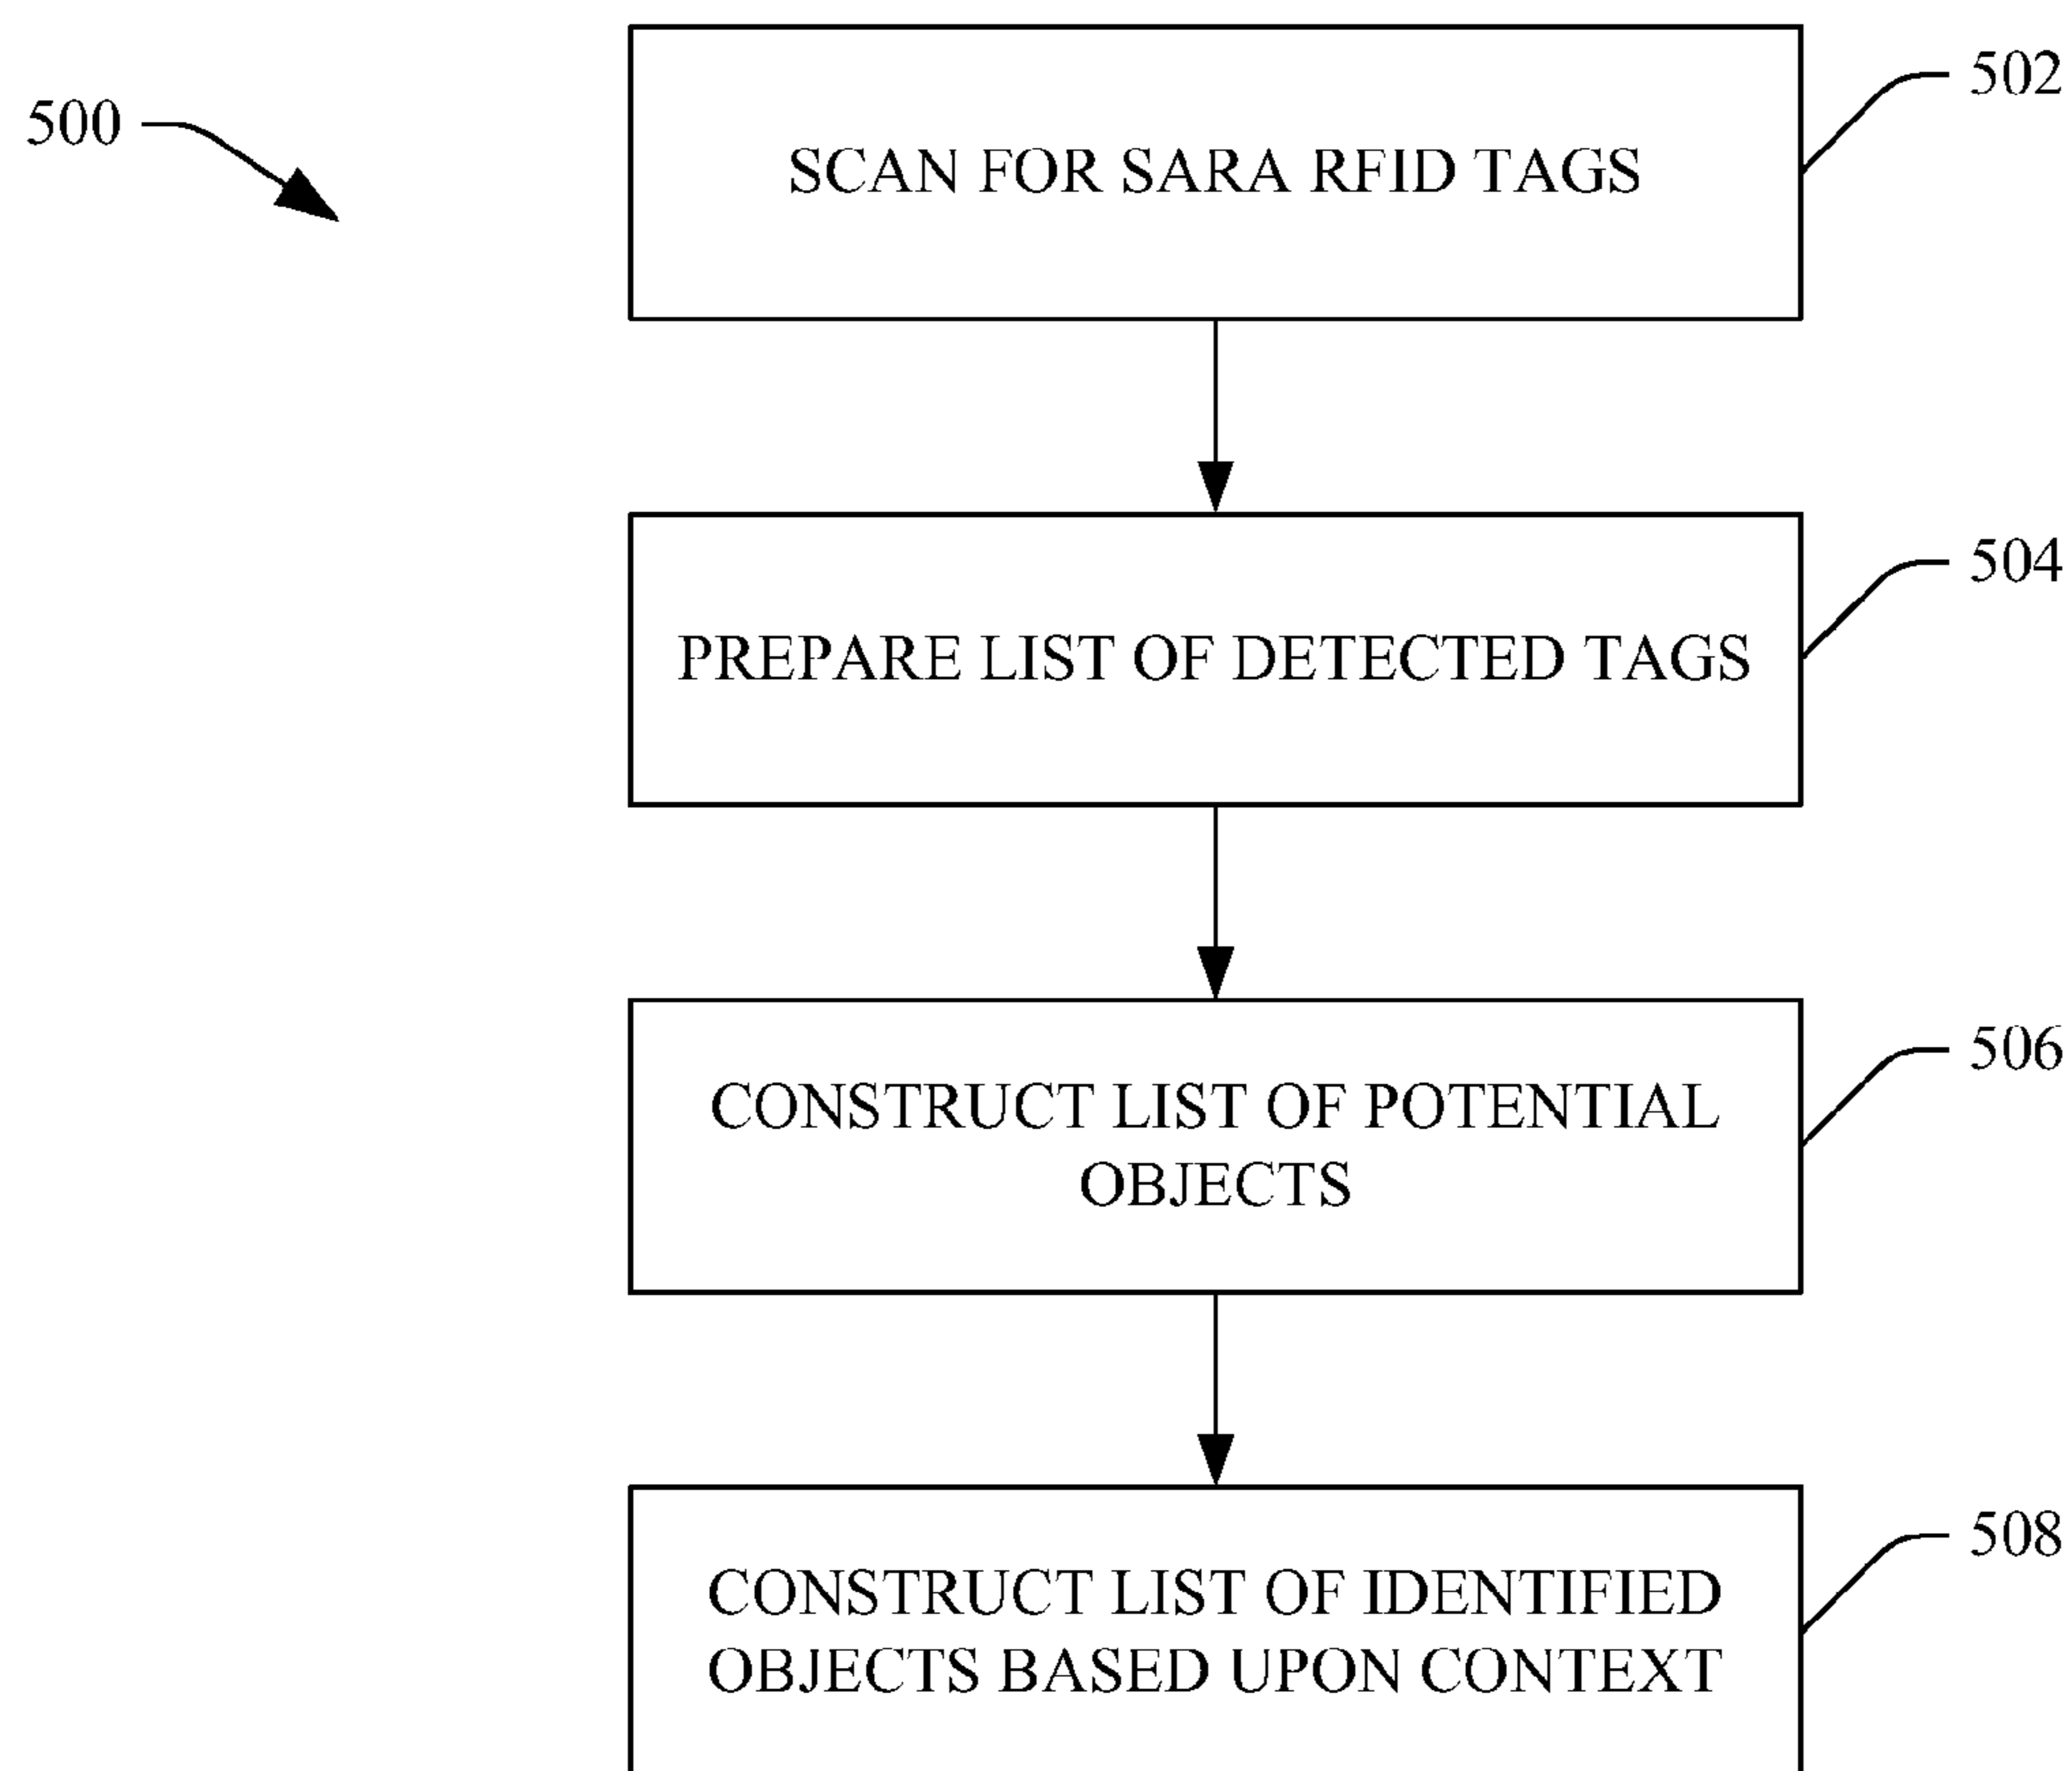 500
SCAN FOR SARA RFID TAGS
502
PREPARE LIST OF DETECTED TAGS
504
CONSTRUCT LIST OF POTENTIAL
OBJECTS
506
CONSTRUCT LIST OF IDENTIFIED
OBJECTS BASED UPON CONTEXT
508